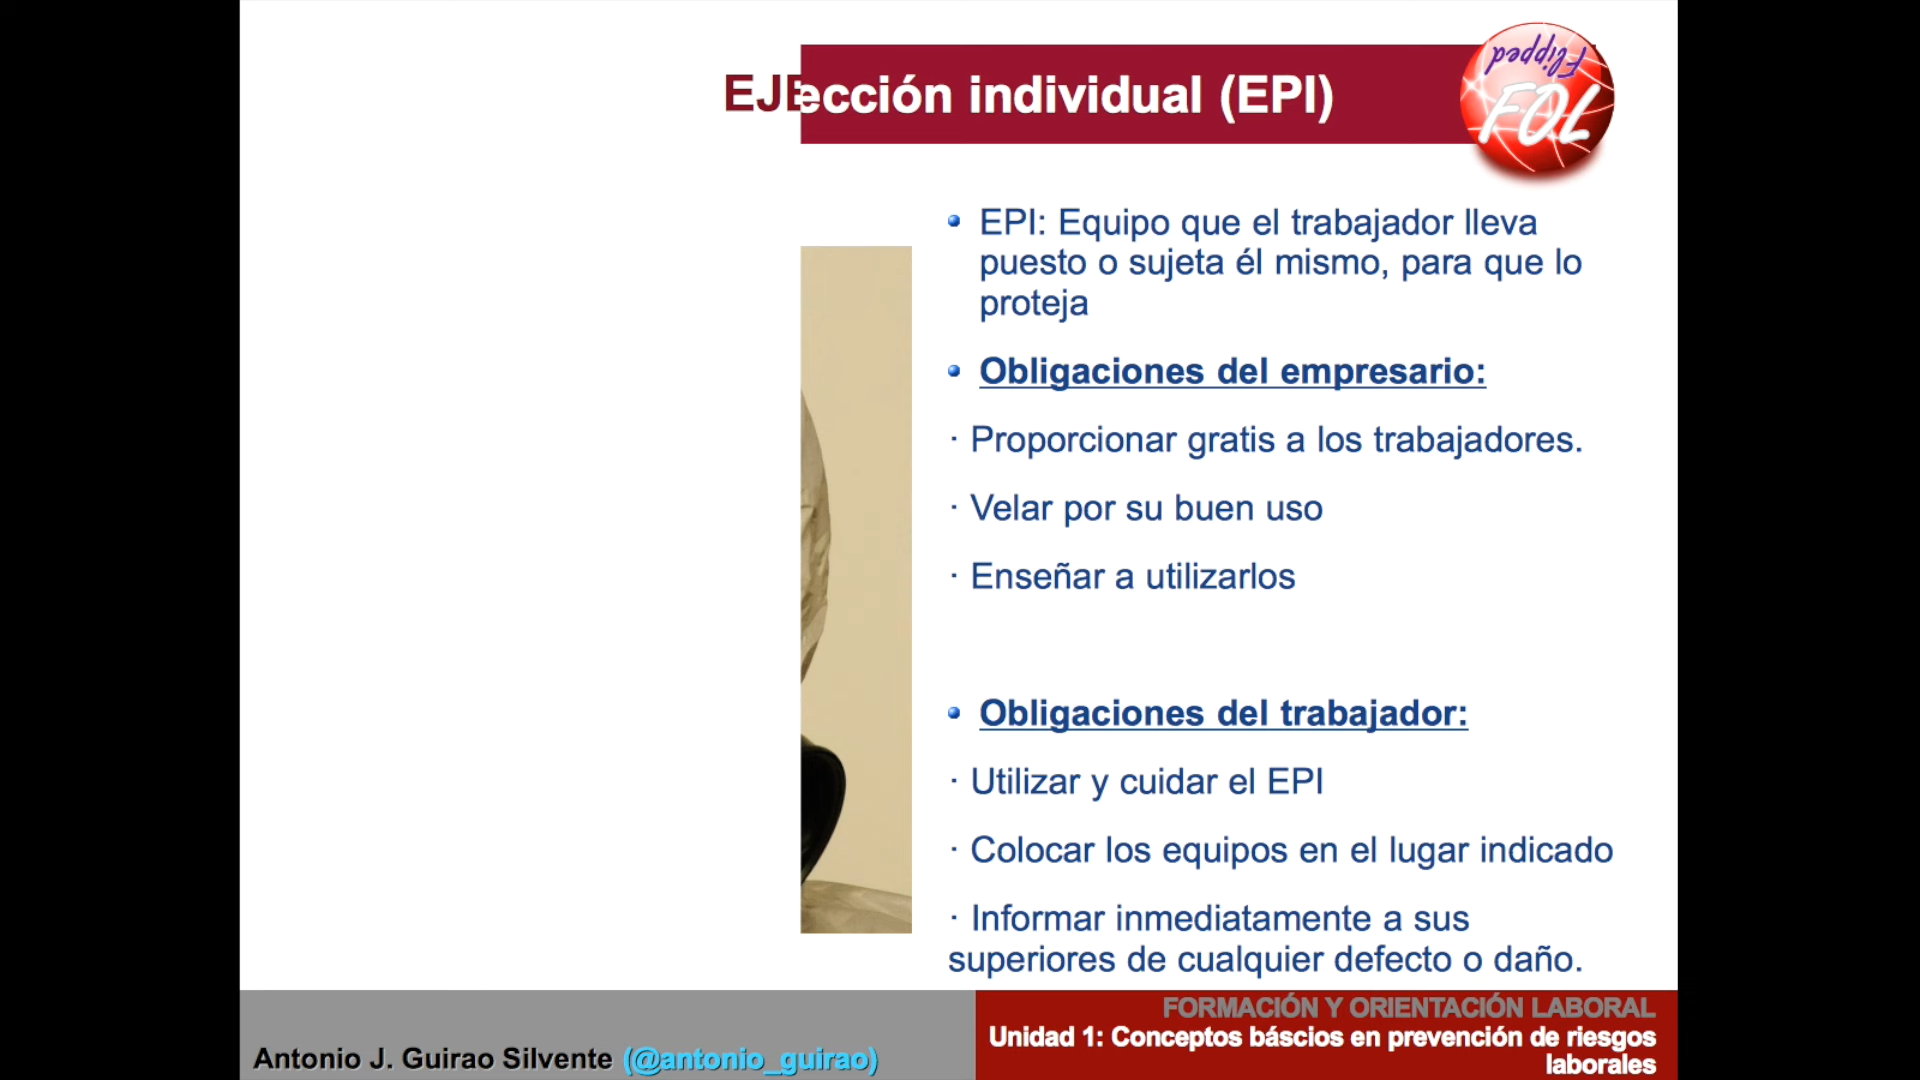 EJE
ección individual (EPI)
Flipped
FOL
EPI: Equipo que el trabajador lleva
puesto o sujeta él mismo, para que lo
proteja
Obligaciones del empresario:
· Proporcionar gratis a los trabajadores.
· Velar por su buen uso
· Enseñar a utilizarlos
Obligaciones del trabajador:
· Utilizar y cuidar el EPI
· Colocar los equipos en el lugar indicado
· Informar inmediatamente a sus
superiores de cualquier defecto o daño.
FORMACIÓN Y ORIENTACIÓN LABORAL
Unidad 1: Conceptos báscios en prevención de riesgos
laborales
Antonio J. Guirao Silvente (@antonio_guirao)